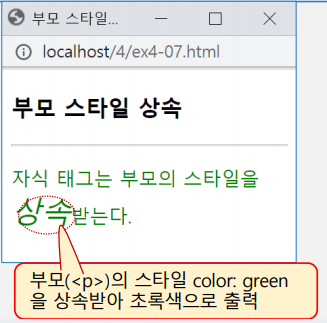 부모 스타일...
localhost/4/ex4-07.html
부모 스타일 상속
자식 태그는 부모의 스타일을
상속받는다.
부모(<p>)의 스타일 color: green
을 상속받아 초록색으로 출력